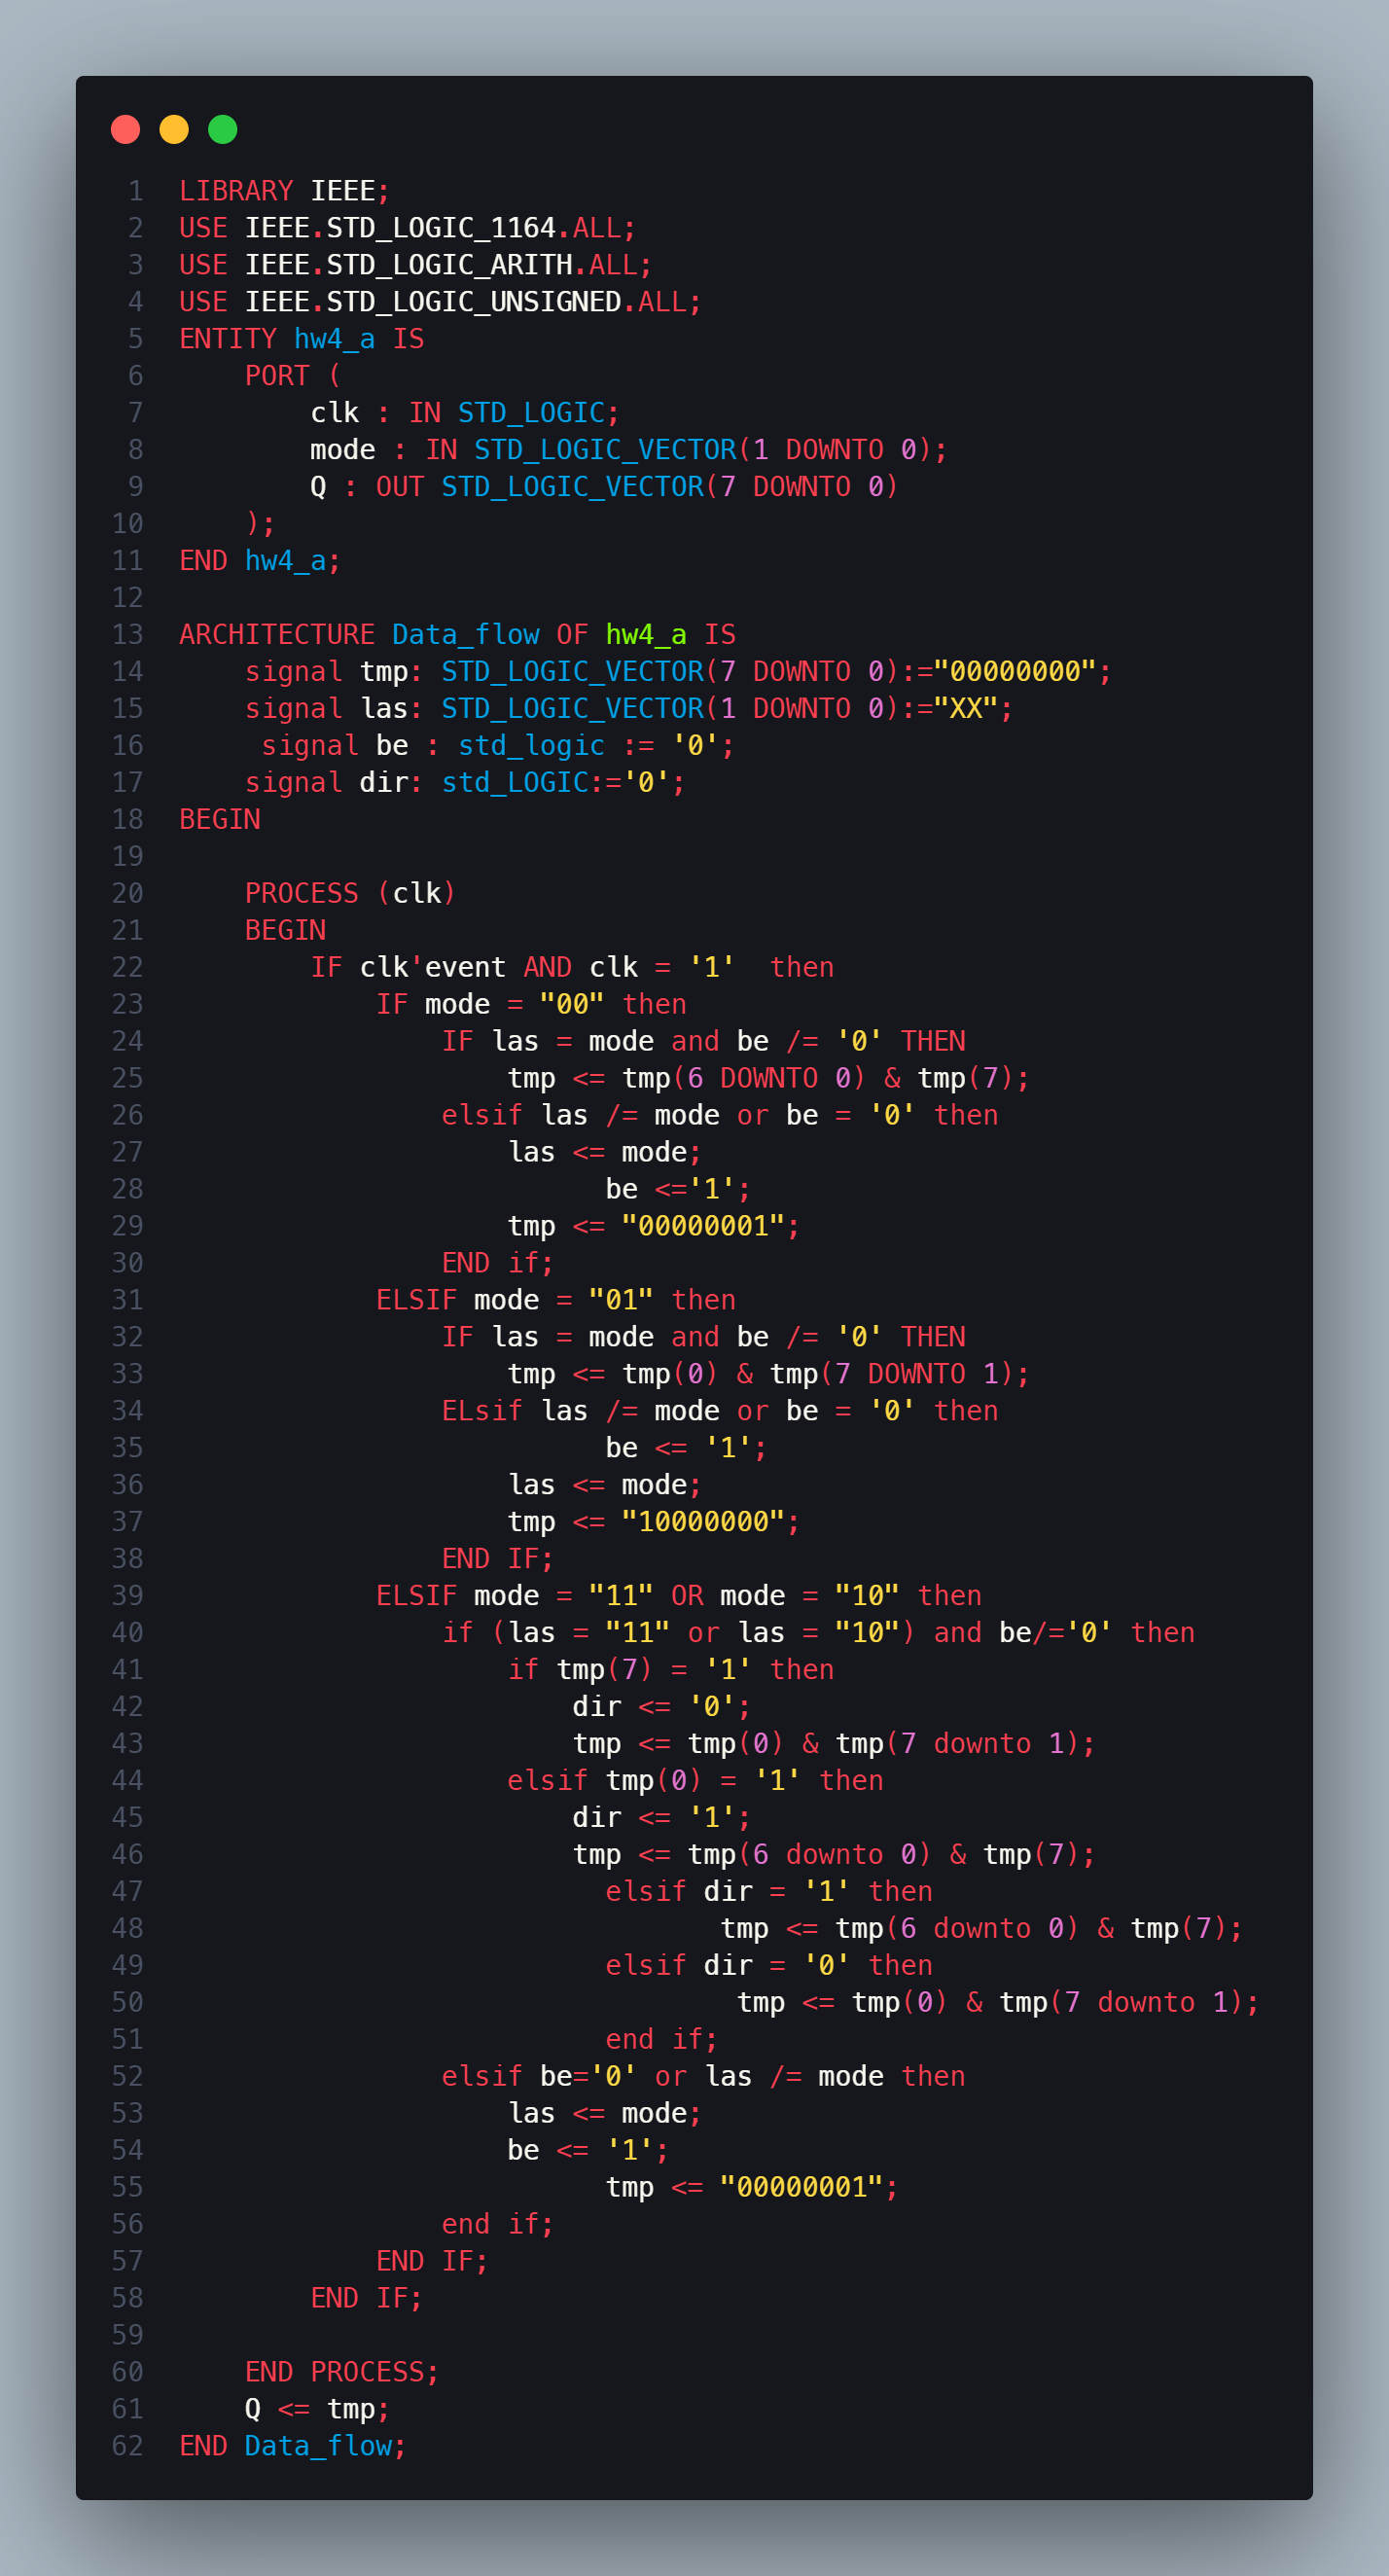 1 LIBRARY IEEE;
2 USE IEEE.STD_LOGIC_1164.ALL;
3 USE IEEE.STD_LOGIC_ARITH.ALL;
4 USE IEEE.STD_LOGIC_UNSIGNED.ALL;
5 ENTITY hw4_a IS
6     PORT (
7         clk : IN STD_LOGIC;
8         mode : IN STD_LOGIC_VECTOR(1 DOWNTO 0);
9         Q : OUT STD_LOGIC_VECTOR(7 DOWNTO 0)
10     );
11 END hw4_a;
12
13 ARCHITECTURE Data_flow OF hw4_a IS
14     signal tmp: STD_LOGIC_VECTOR(7 DOWNTO 0):="00000000";
15     signal las: STD_LOGIC_VECTOR(1 DOWNTO 0):="XX";
16      signal be : std_logic := '0';
17     signal dir: std_LOGIC:='0';
18 BEGIN
19
20     PROCESS (clk)
21     BEGIN
22         IF clk'event AND clk = '1'  then
23             IF mode = "00" then
24                 IF las = mode and be /= '0' THEN
25                     tmp <= tmp(6 DOWNTO 0) & tmp(7);
26                 elsif las /= mode or be = '0' then
27                     las <= mode;
28                           be <='1';
29                     tmp <= "00000001";
30                 END if;
31             ELSIF mode = "01" then
32                 IF las = mode and be /= '0' THEN
33                     tmp <= tmp(0) & tmp(7 DOWNTO 1);
34                 ELsif las /= mode or be = '0' then
35                           be <= '1';
36                     las <= mode;
37                     tmp <= "10000000";
38                 END IF;
39             ELSIF mode = "11" OR mode = "10" then
40                 if (las = "11" or las = "10") and be/='0' then
41                     if tmp(7) = '1' then
42                         dir <= '0';
43                         tmp <= tmp(0) & tmp(7 downto 1);
44                     elsif tmp(0) = '1' then
45                         dir <= '1';
46                         tmp <= tmp(6 downto 0) & tmp(7);
47                           elsif dir = '1' then
48                                  tmp <= tmp(6 downto 0) & tmp(7);
49                           elsif dir = '0' then
50                                   tmp <= tmp(0) & tmp(7 downto 1);
51                           end if;
52                 elsif be='0' or las /= mode then
53                     las <= mode;
54                     be <= '1';
55                           tmp <= "00000001";
56                 end if;
57             END IF;
58         END IF;
59
60     END PROCESS;
61     Q <= tmp;
62 END Data_flow;